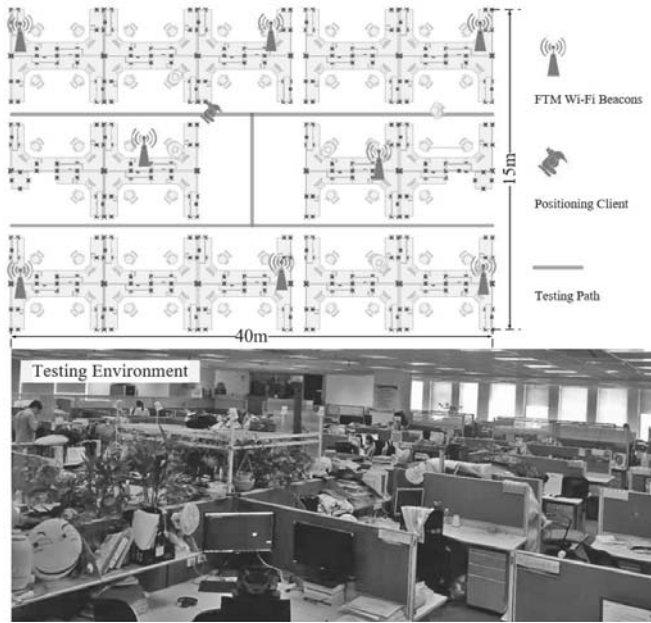 FTM Wi-Fi Beacons
Positioning Client
15m
Testing Path
40m
Testing Environment